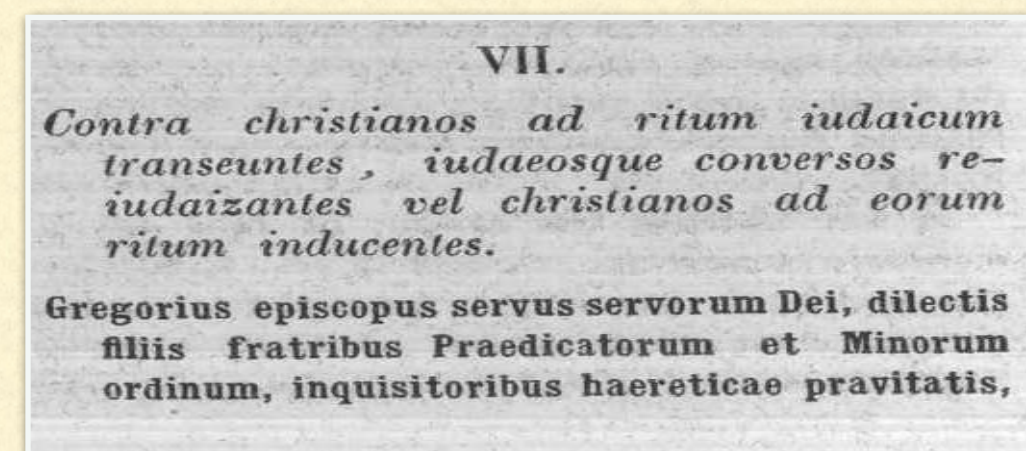 VII.
Contra christianos ad ritum iudaicum
transeuntes, iudaeosque conversos re-
iudaizantes vel christianos ad eorum
ritum inducentes.
Gregorius episcopus servus servorum Dei, dilectis
filiis fratribus Praedicatorum et Minorum
ordinum, inquisitoribus haereticae pravitatis,